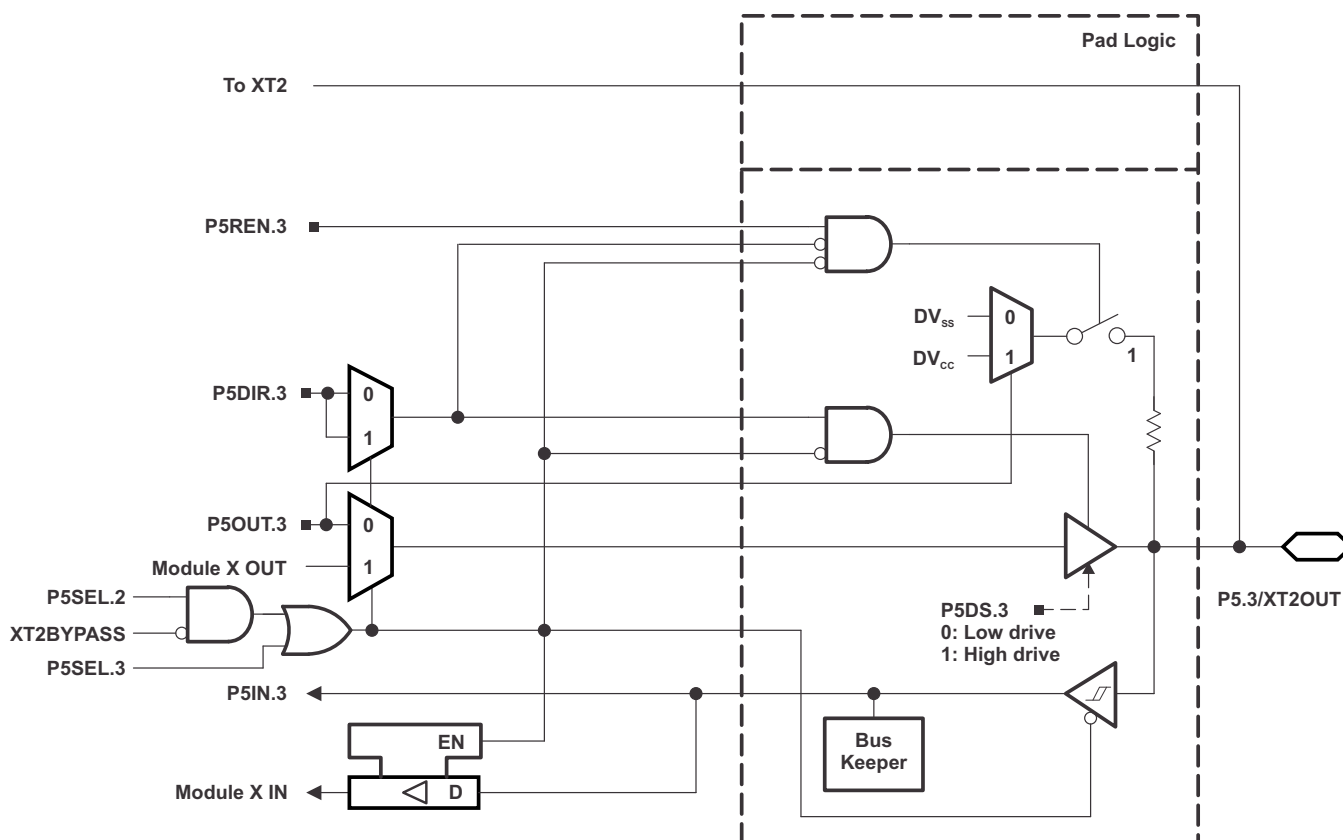 Pad Logic
To XT2
P5REN.3
DVSS
0
DVCC
1
1
P5DIR.3
0
1
P5OUT.3
0
Module X OUT
1
P5SEL.2
XT2BYPASS
P5SEL.3
P5DS.3
0: Low drive
1: High drive
P5.3/XT2OUT
P5IN.3
Bus
Keeper
EN
Module X IN
D